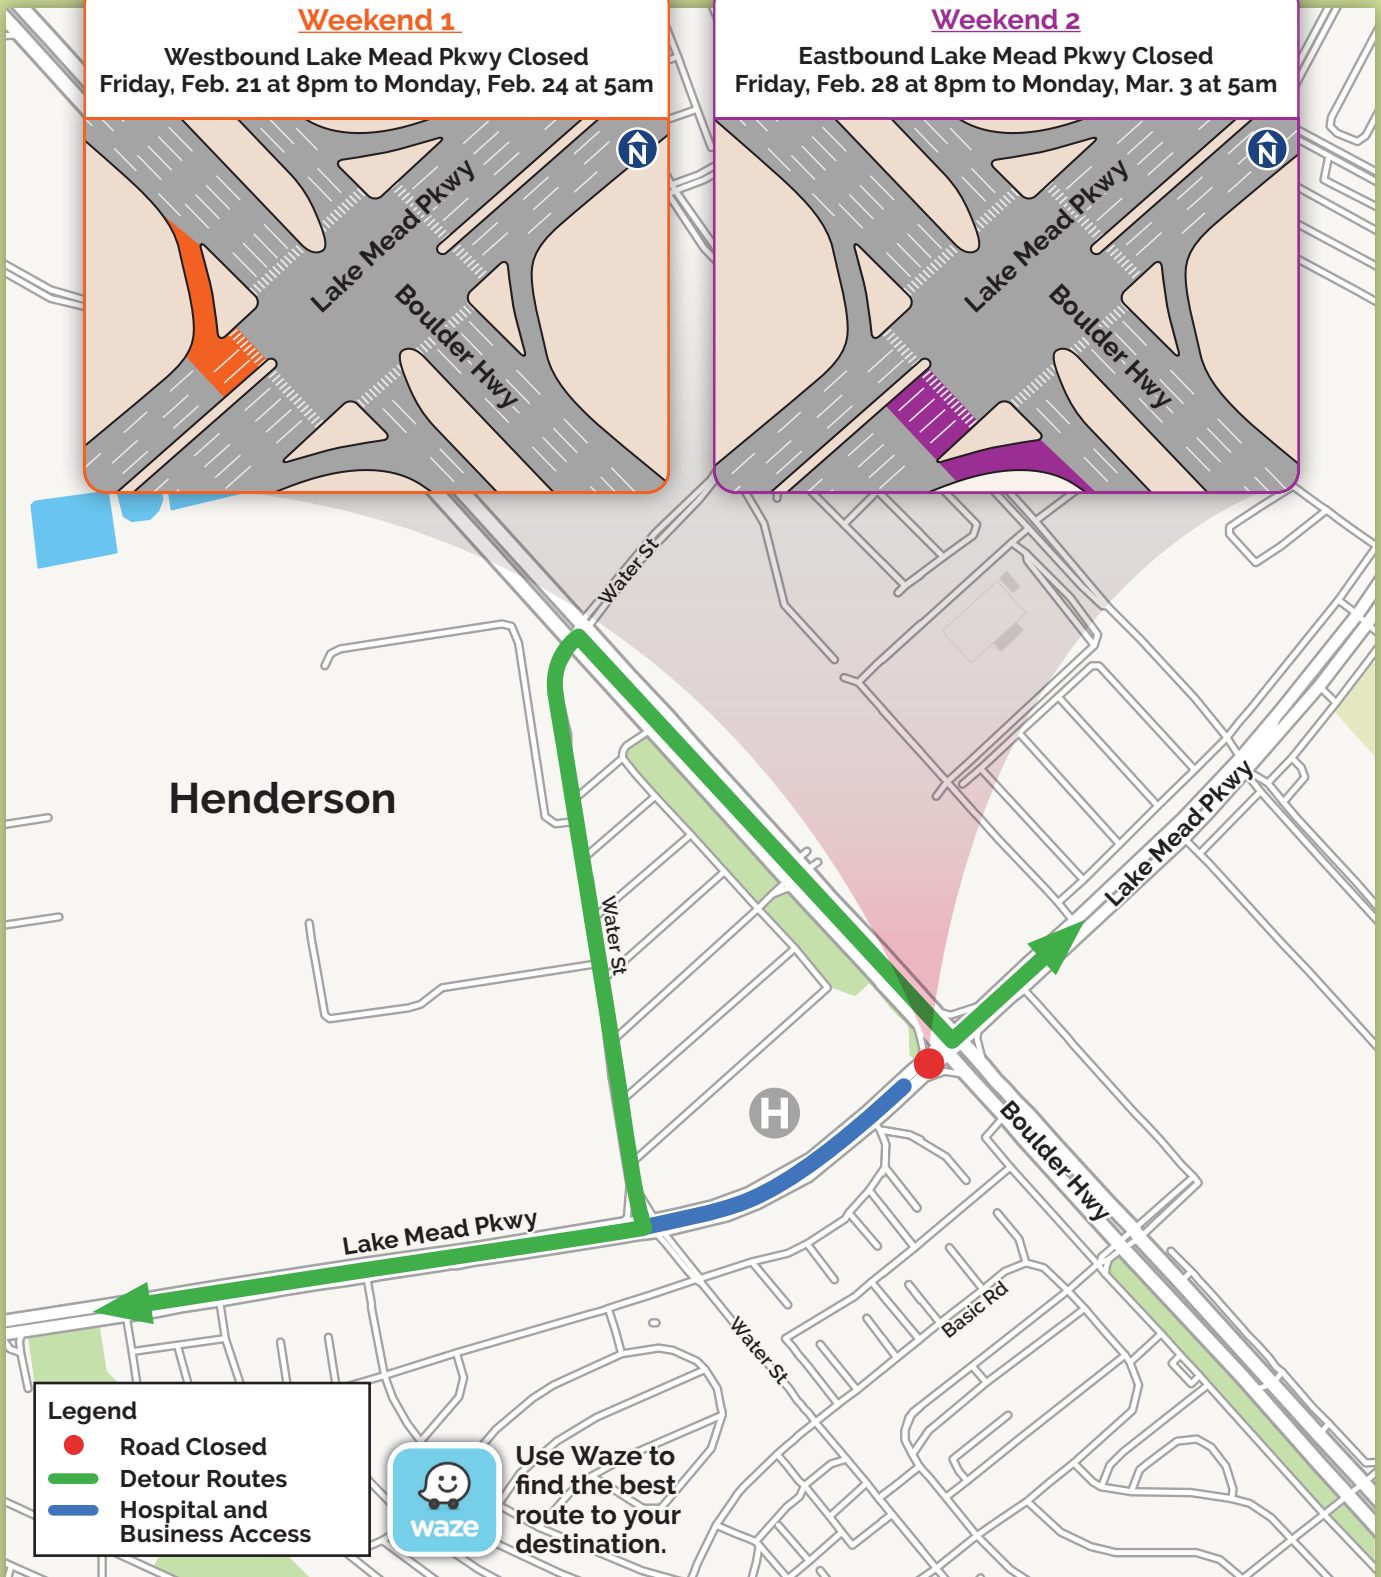 Weekend 1
Westbound Lake Mead Pkwy Closed
Friday, Feb. 21 at 8pm to Monday, Feb. 24 at 5am
N
Lake Mead Pkwy
Boulder Hwy
Weekend 2
Eastbound Lake Mead Pkwy Closed
Friday, Feb. 28 at 8pm to Monday, Mar. 3 at 5am
N
Lake Mead Pkwy
Boulder Hwy
Water St
Henderson
Lake Mead Pkwy
Water St
H
Boulder Hwy
Lake Mead Pkwy
Basic Rd
Water St
Legend
Road Closed
Detour Routes
Hospital and
Business Access
waze
Use Waze to
find the best
route to your
destination.